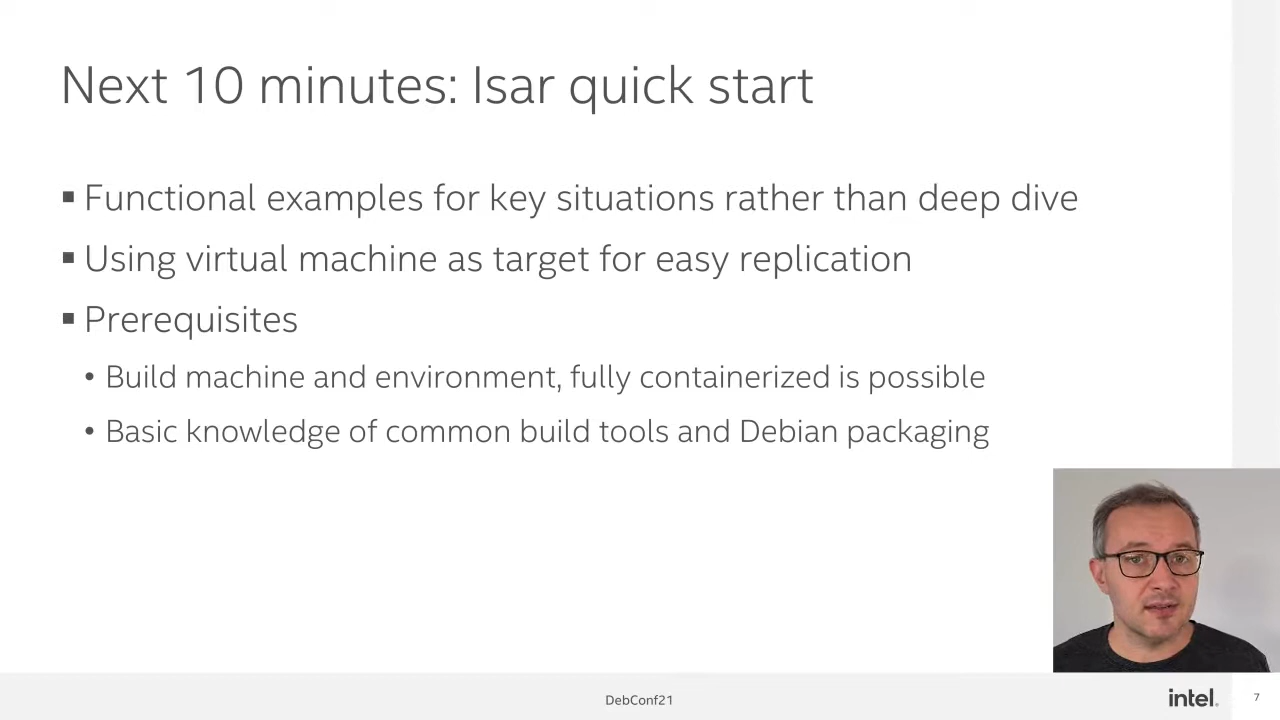 Next 10 minutes: Isar quick start
▪ Functional examples for key situations rather than deep dive
▪ Using virtual machine as target for easy replication
▪ Prerequisites
• Build machine and environment, fully containerized is possible
• Basic knowledge of common build tools and Debian packaging
DebConf21
intel.
7